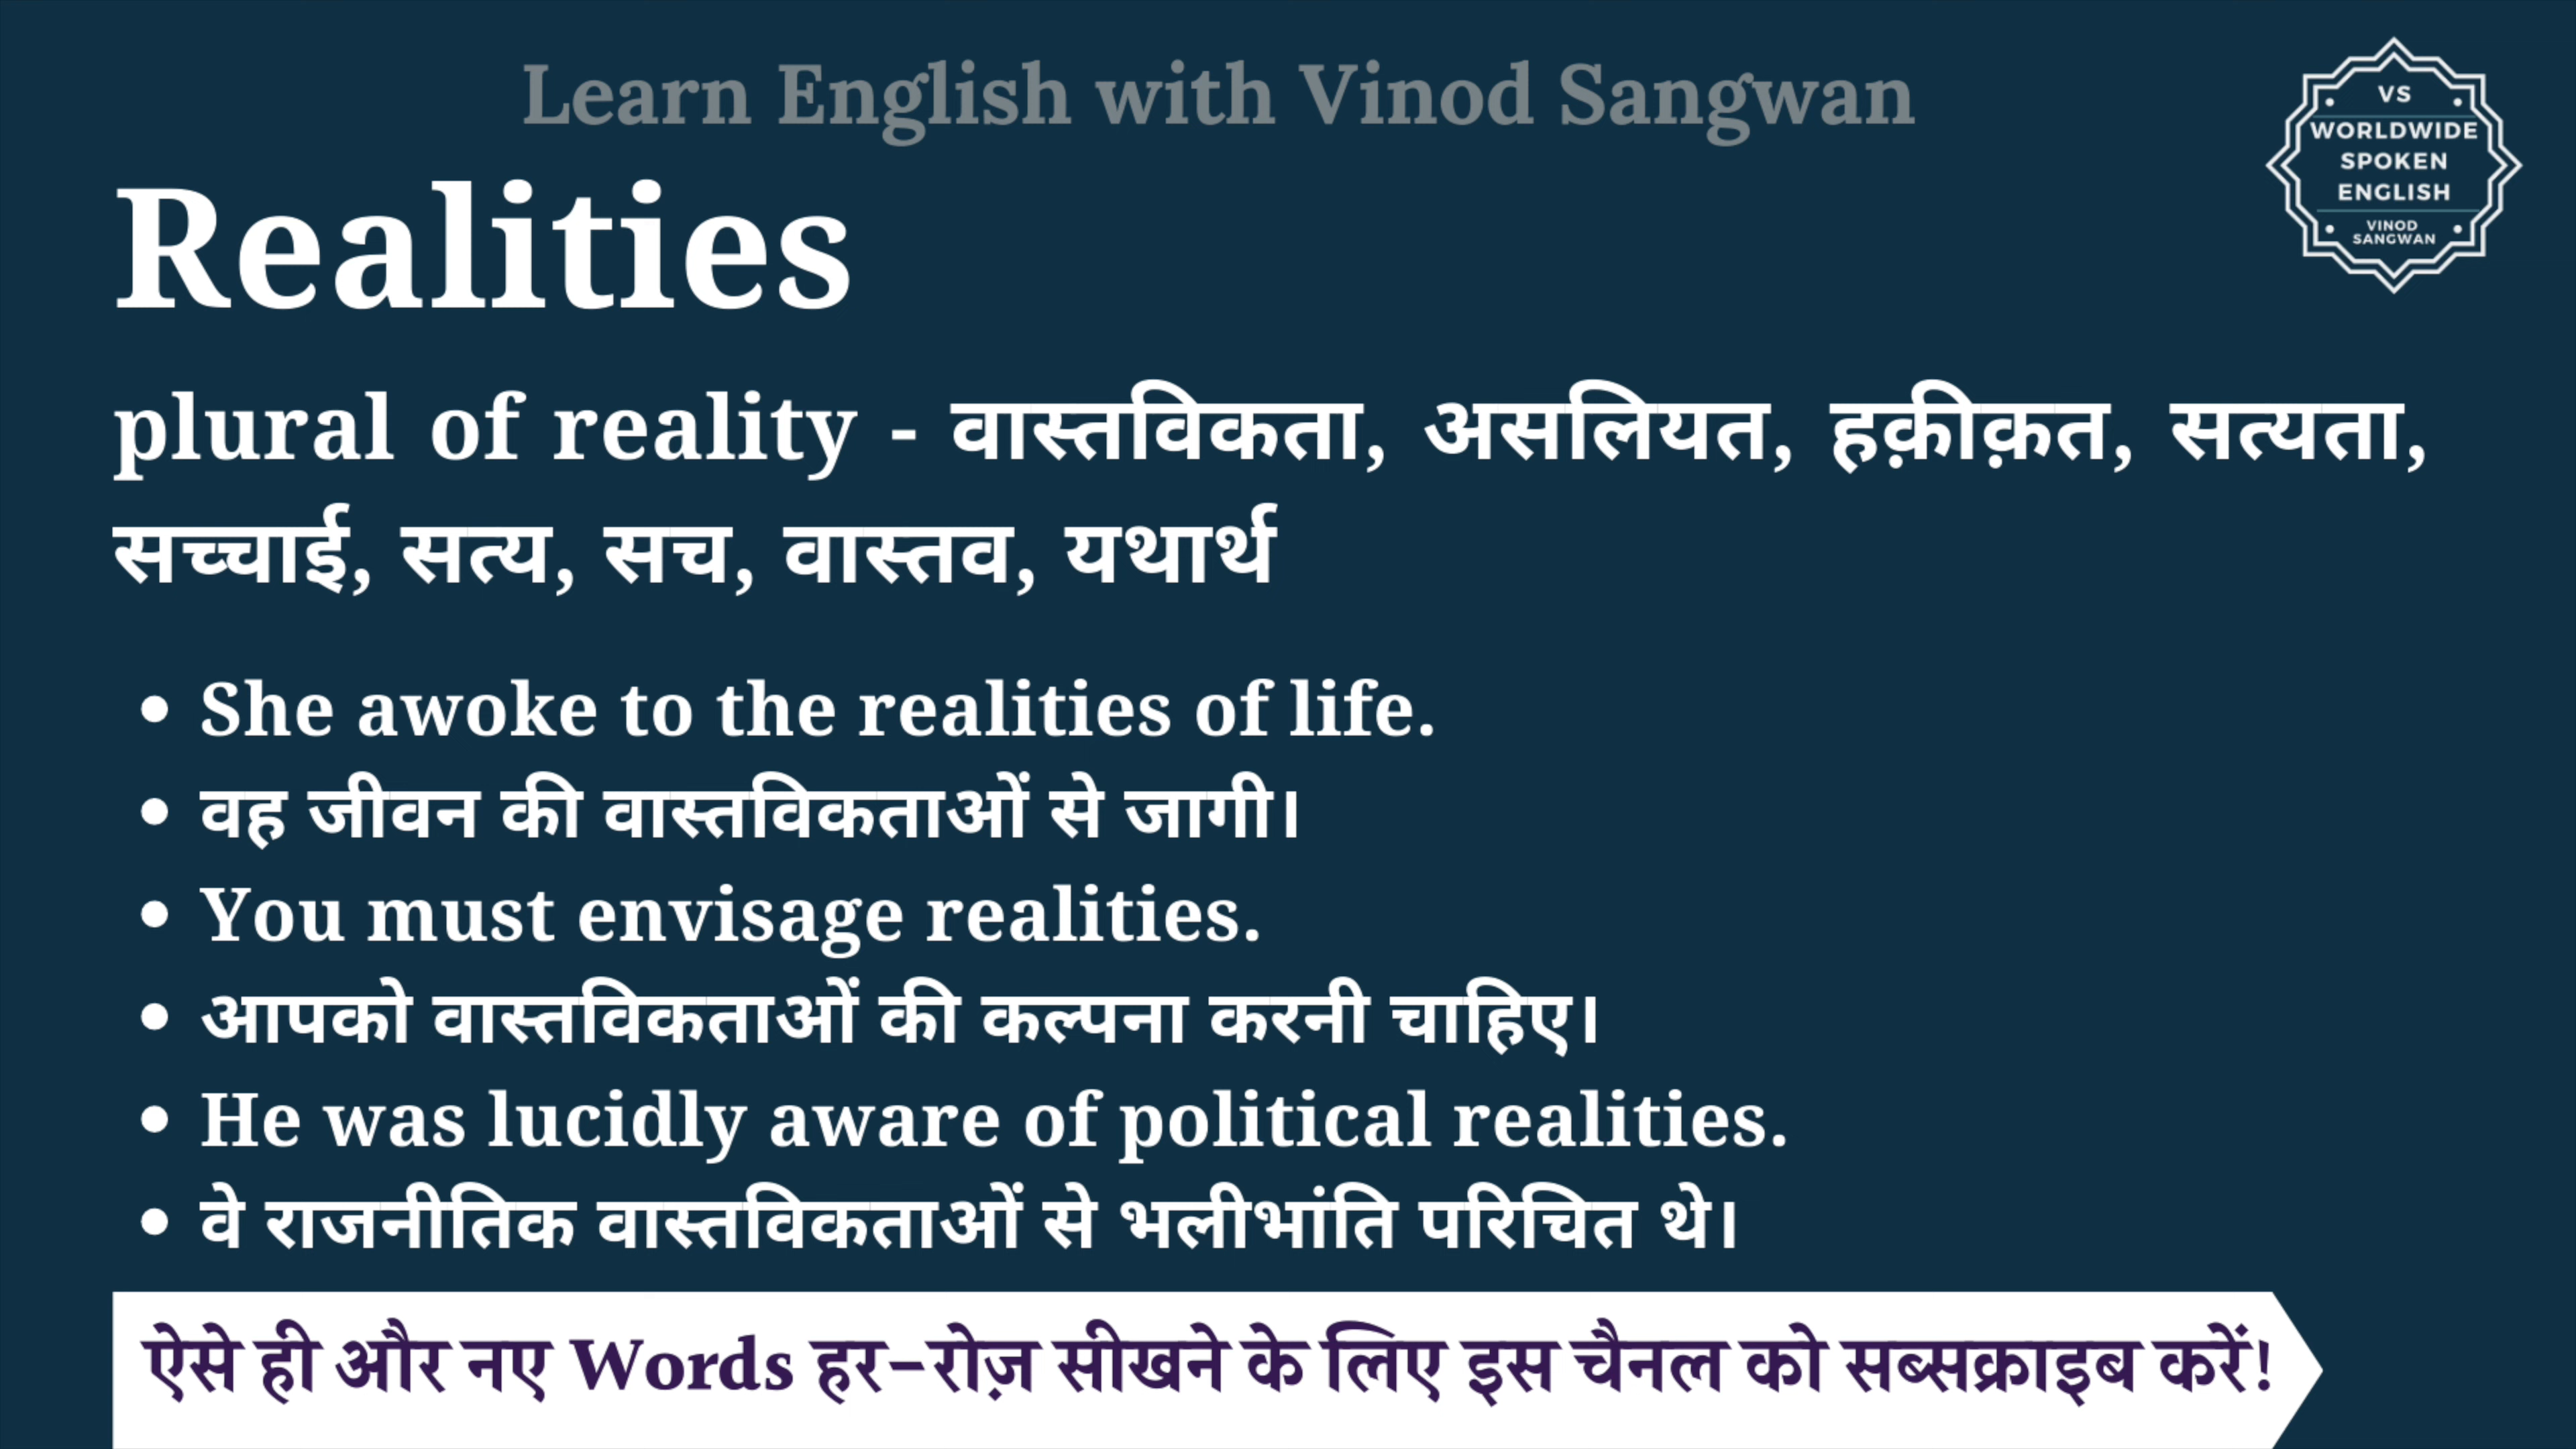 Learn English with Vinod Sangwan
VS
WORLDWIDE
SPOKEN
ENGLISH
VINOD
SANGWAN
Realities
plural of reality - वास्तविकता, असलियत, हक़ीक़त, सत्यता,
सच्चाई, सत्य, सच, वास्तव, यथार्थ
• She awoke to the realities of life.
• वह जीवन की वास्तविकताओं से जागी।
• You must envisage realities.
• आपको वास्तविकताओं की कल्पना करनी चाहिए।
• He was lucidly aware of political realities.
• वे राजनीतिक वास्तविकताओं से भलीभांति परिचित थे।
ऐसे ही और नए Words हर-रोज़ सीखने के लिए इस चैनल को सब्सक्राइब करें!